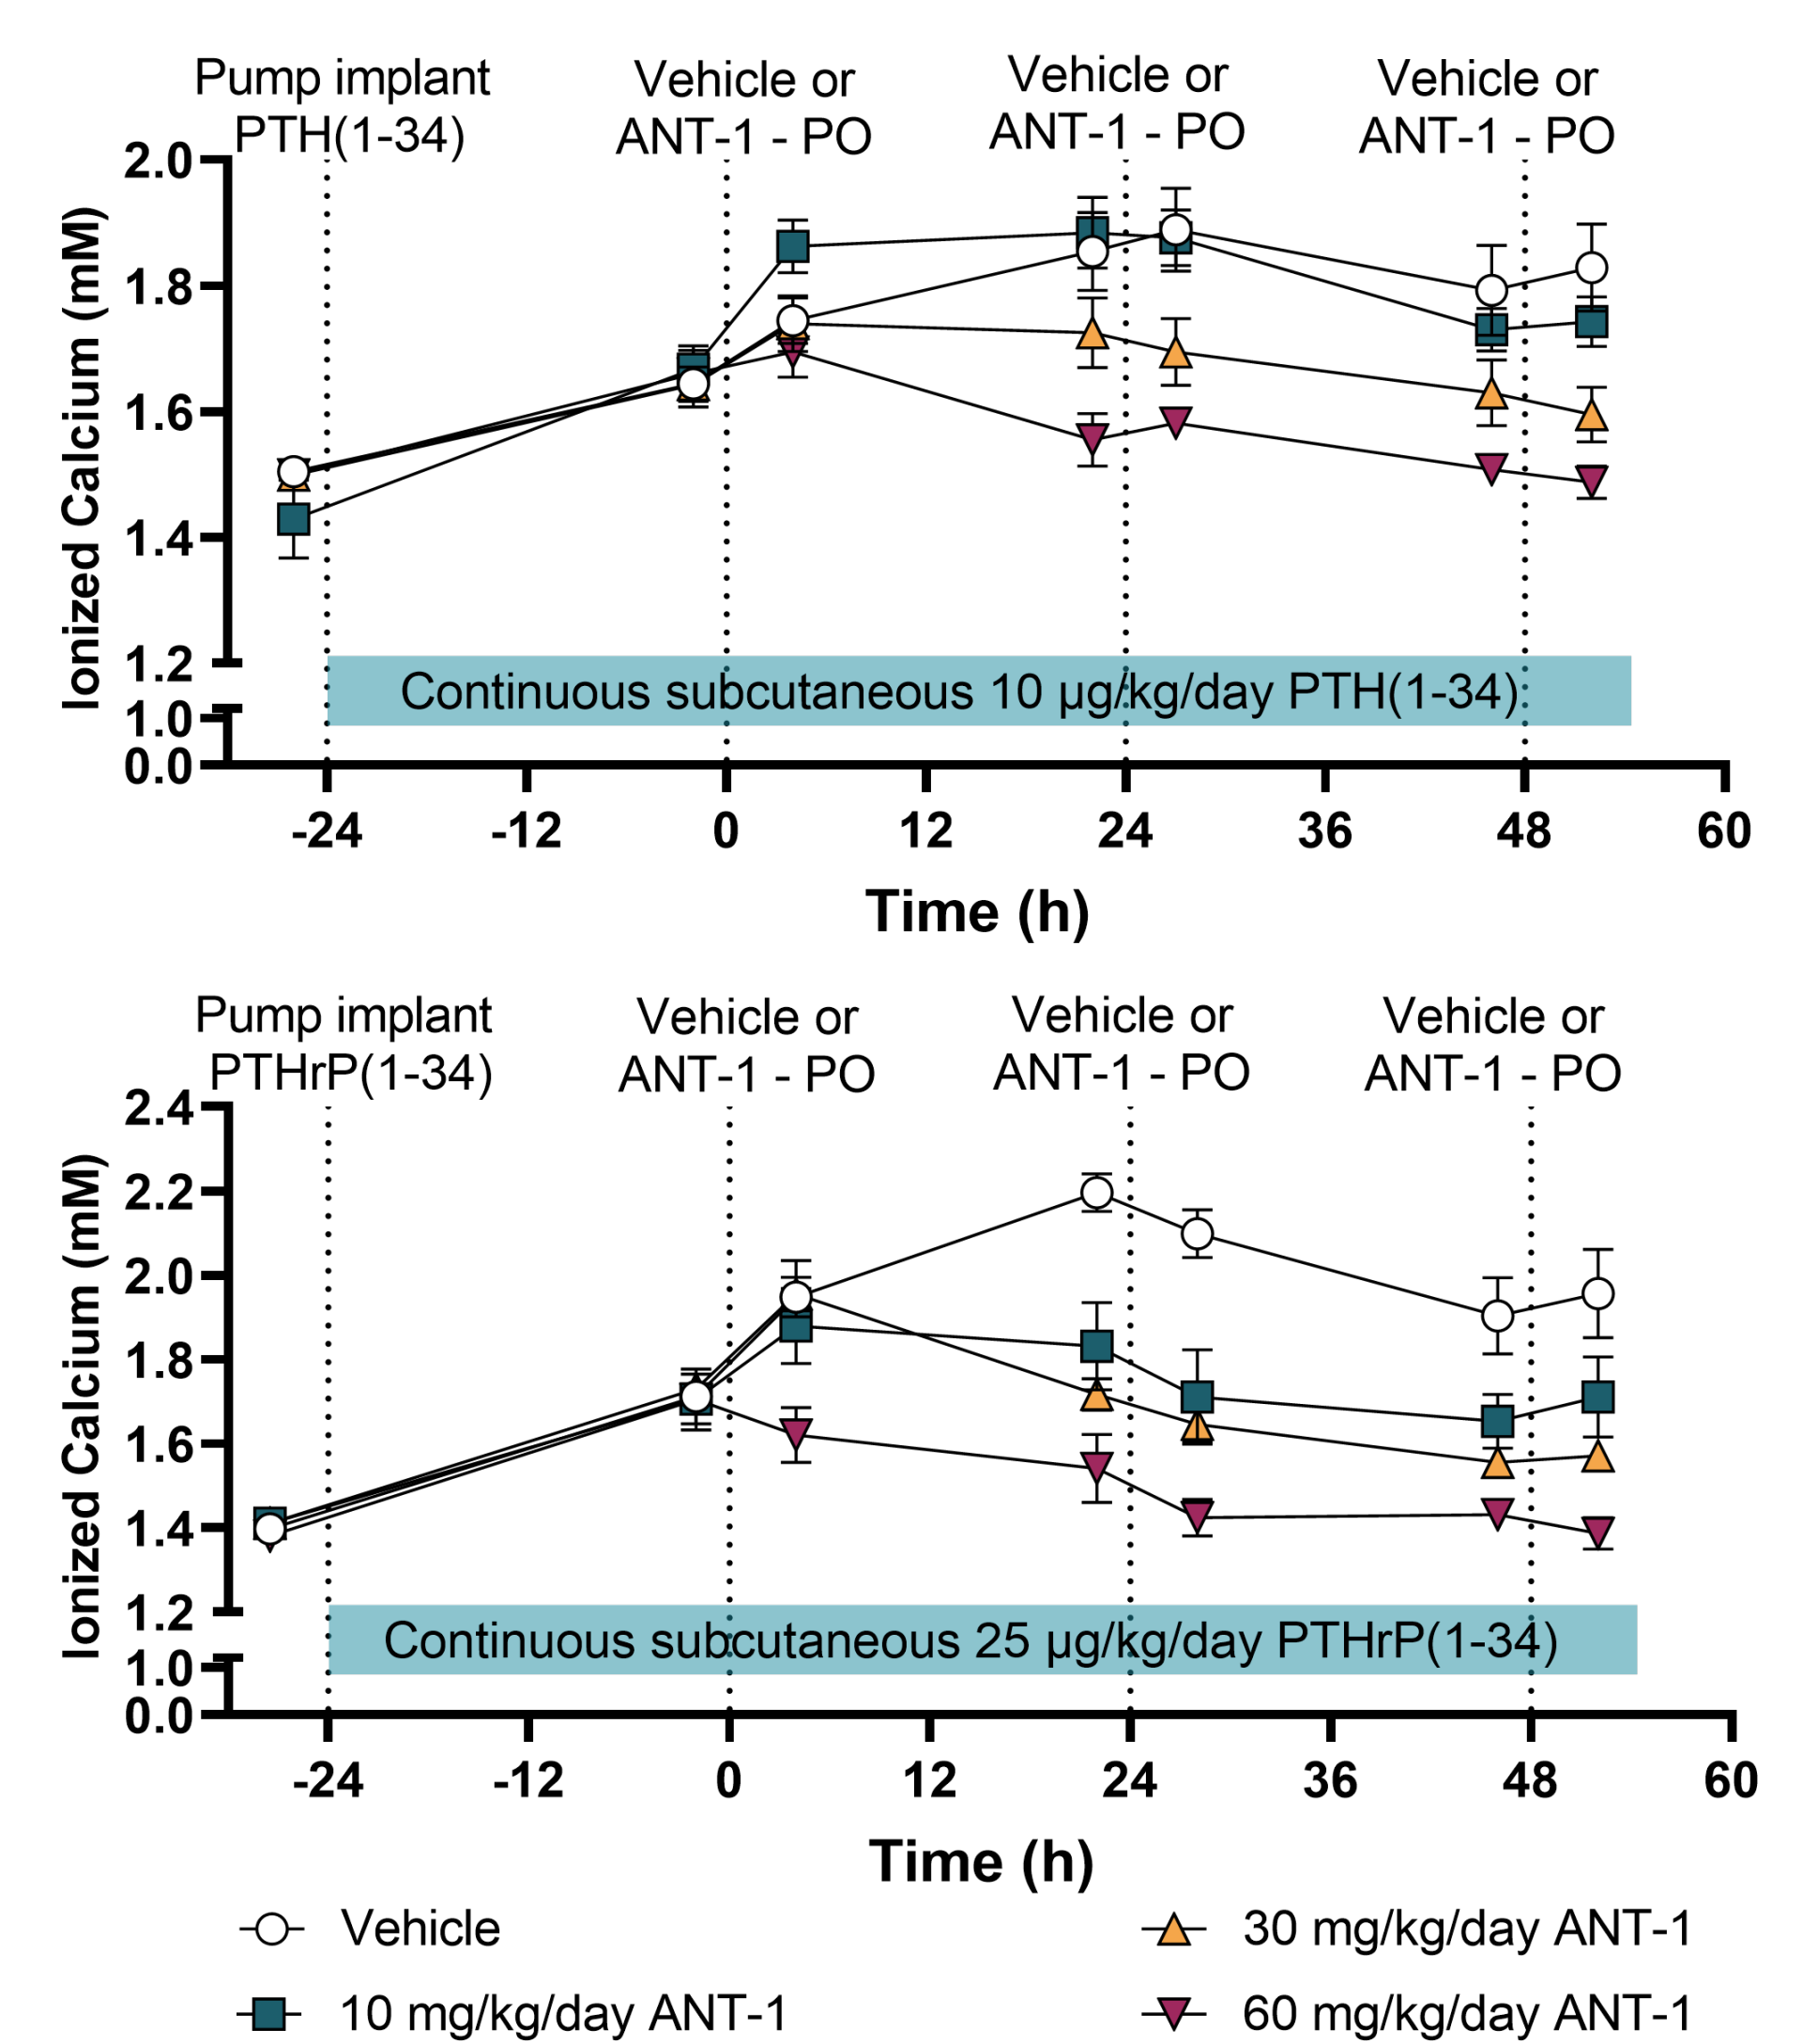 Pump implant
PTH(1-34)
Vehicle or
ANT-1 - PO
Vehicle or
ANT-1 - PO
Vehicle or
ANT-1 - PO
Ionized Calcium (mM)
2.0
1.8
1.6
1.4
1.2
1.0
0.0
Continuous subcutaneous 10 µg/kg/day PTH(1-34)
-24 -12 0 12 24 36 48 60
Time (h)
Pump implant
PTHrP(1-34)
Vehicle or
ANT-1 - PO
Vehicle or
ANT-1 - PO
Vehicle or
ANT-1 - PO
Ionized Calcium (mM)
2.4
2.2
2.0
1.8
1.6
1.4
1.2
1.0
0.0
Continuous subcutaneous 25 µg/kg/day PTHrP(1-34)
-24 -12 0 12 24 36 48 60
Time (h)
Vehicle
30 mg/kg/day ANT-1
10 mg/kg/day ANT-1
60 mg/kg/day ANT-1